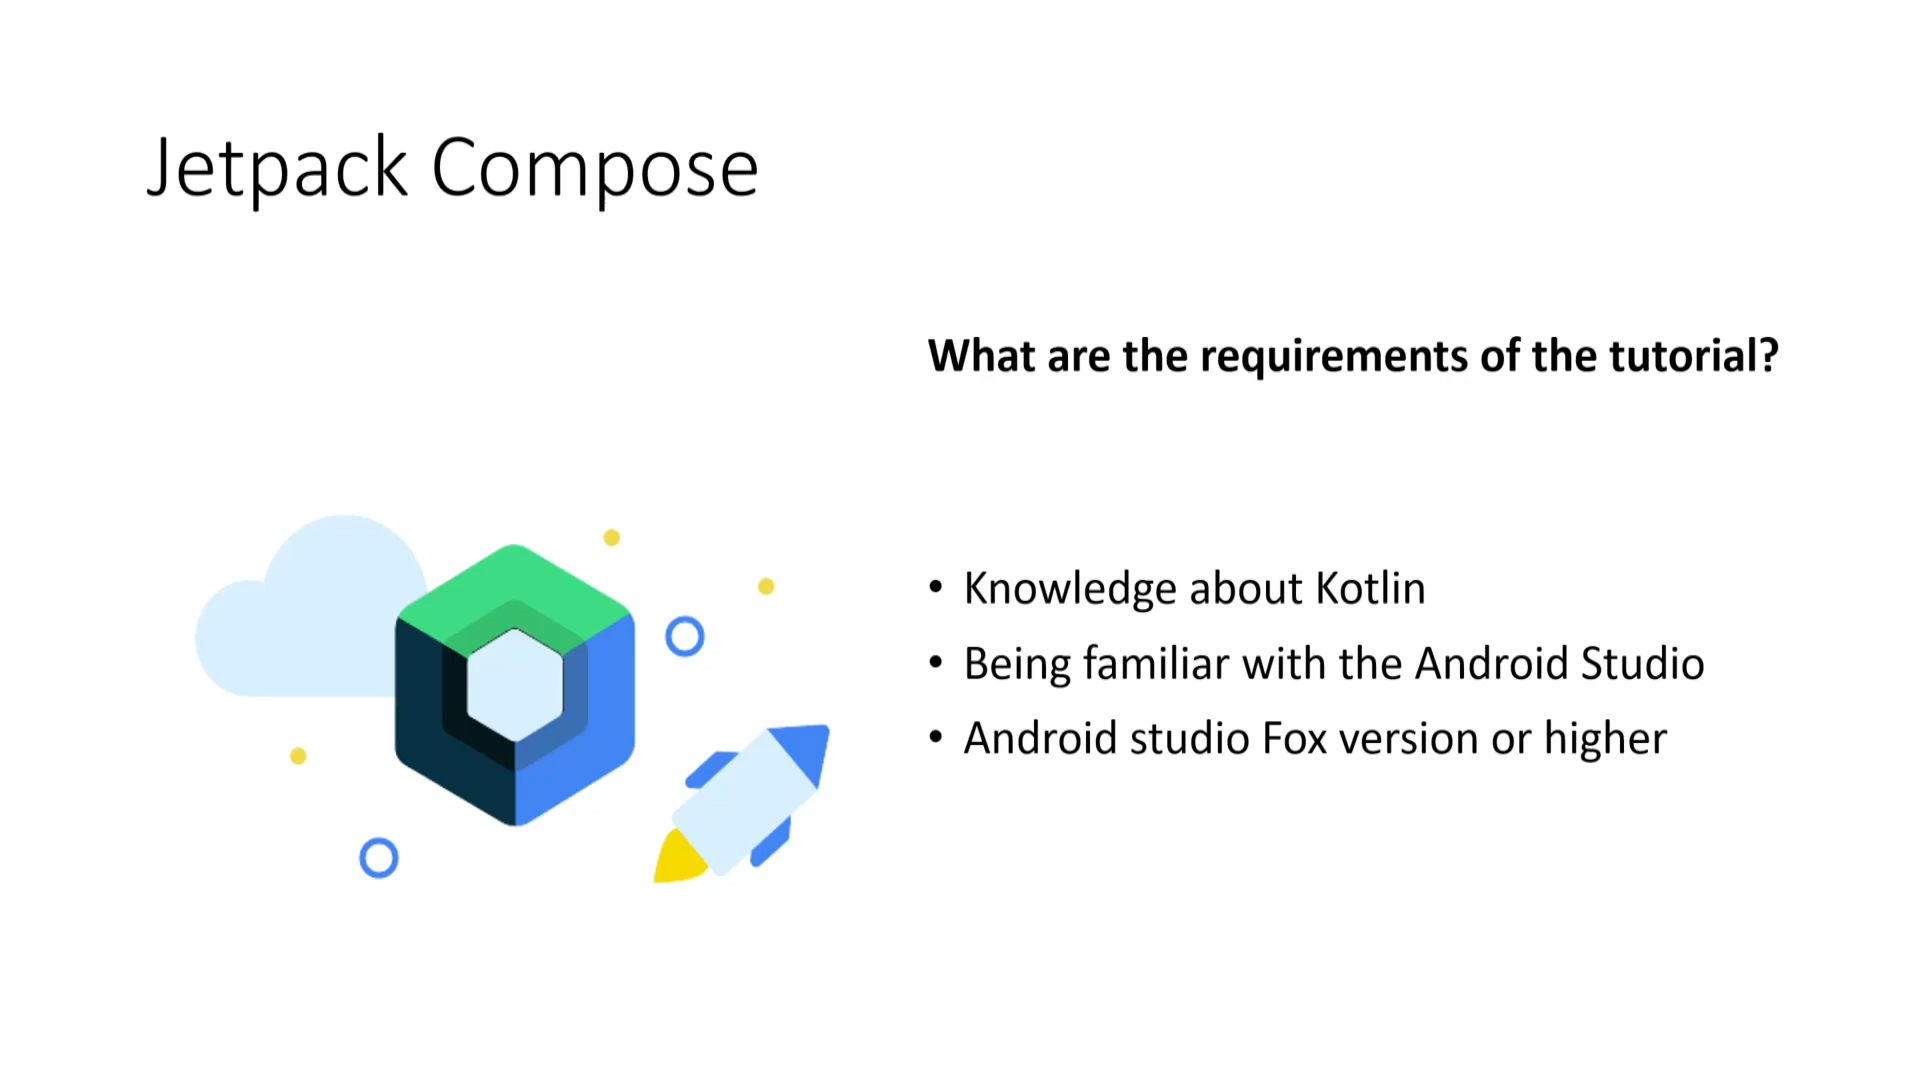 Jetpack Compose
What are the requirements of the tutorial?
• Knowledge about Kotlin
• Being familiar with the Android Studio
• Android studio Fox version or higher